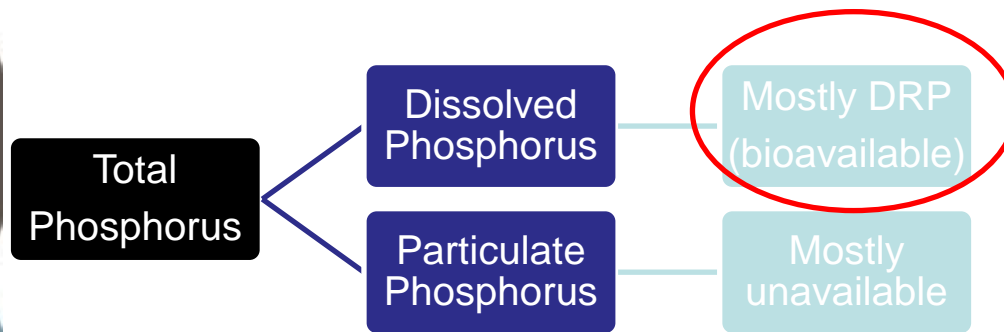 Total
Phosphorus
Dissolved
Phosphorus
Mostly DRP
(bioavailable)
Particulate
Phosphorus
Mostly
unavailable